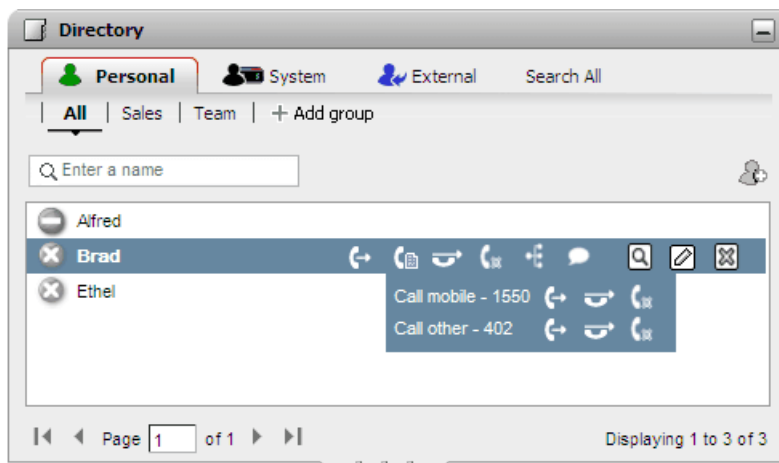 Directory
Personal System External Search All
All | Sales | Team | + Add group
Enter a name
Alfred
Brad
Ethel
Call mobile - 1550
Call other - 402
Page 1 of 1 Displaying 1 to 3 of 3